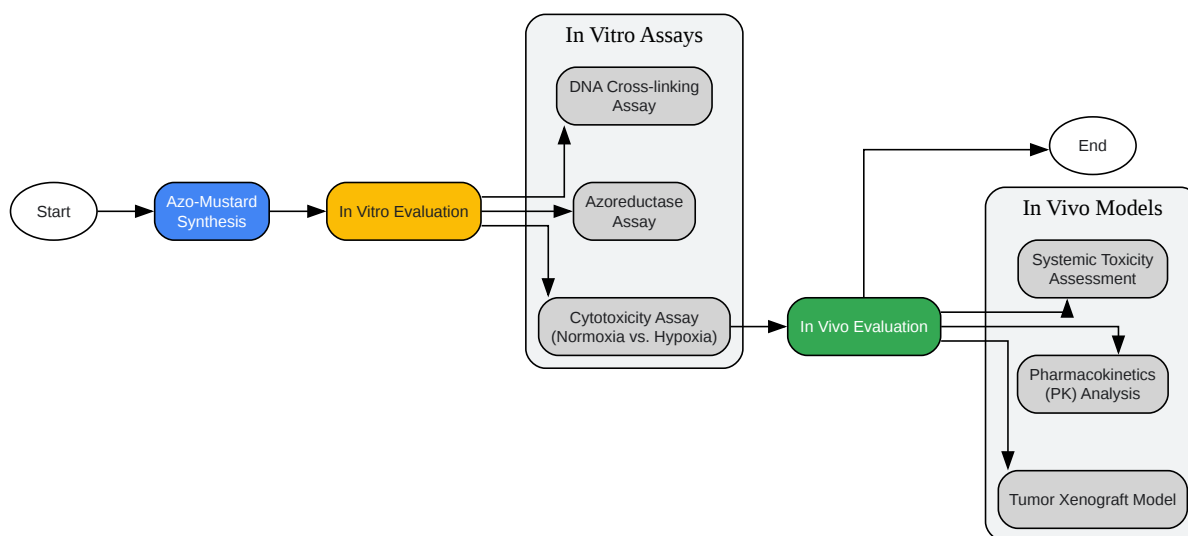 Start
Azo-Mustard
Synthesis
In Vitro Evaluation
In Vitro Assays
DNA Cross-linking
Assay
Azoreductase
Assay
Cytotoxicity Assay
(Normoxia vs. Hypoxia)
In Vivo Evaluation
End
In Vivo Models
Systemic Toxicity
Assessment
Pharmacokinetics
(PK) Analysis
Tumor Xenograft Model